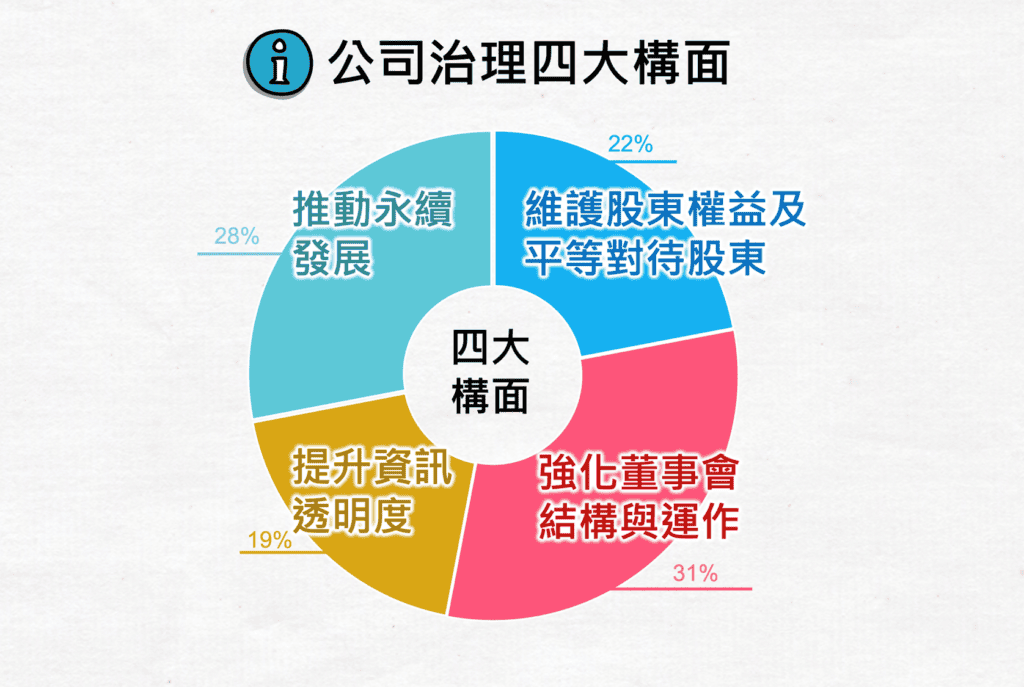 i 公司治理四大構面
22%
維護股東權益及
平等對待股東
推動永續
發展
28%
四大
構面
提升資訊
透明度
19%
強化董事會
結構與運作
31%